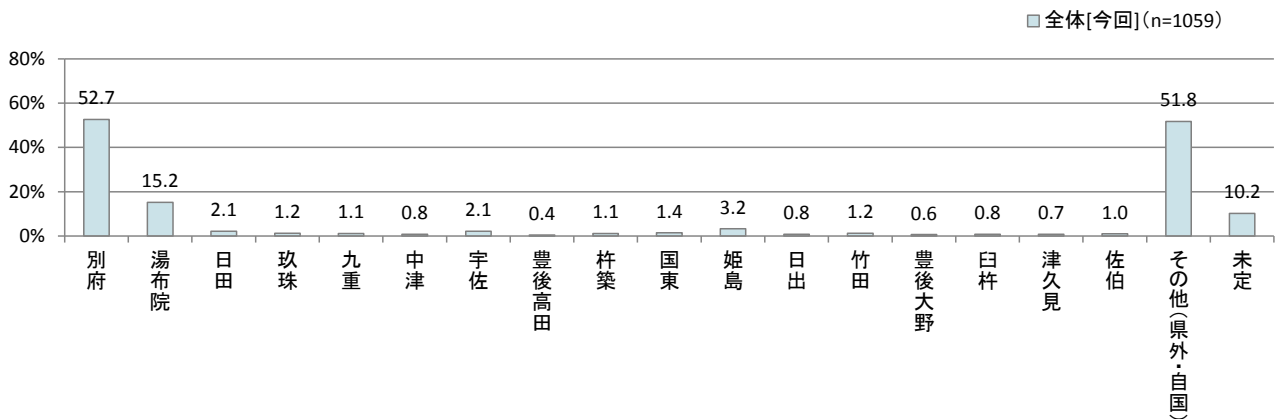 全体[今回](n=1059)
80%
60%
40%
20%
0%
52.7
15.2
2.1
1.2
1.1
0.8
2.1
0.4
1.1
1.4
3.2
0.8
1.2
0.6
0.8
0.7
1.0
51.8
10.2
別府
湯布院
日田
玖珠
九重
中津
宇佐
豊後高田
杵築
国東
姫島
日出
竹田
豊後大野
臼杵
津久見
佐伯
その他(県外・自国)
未定